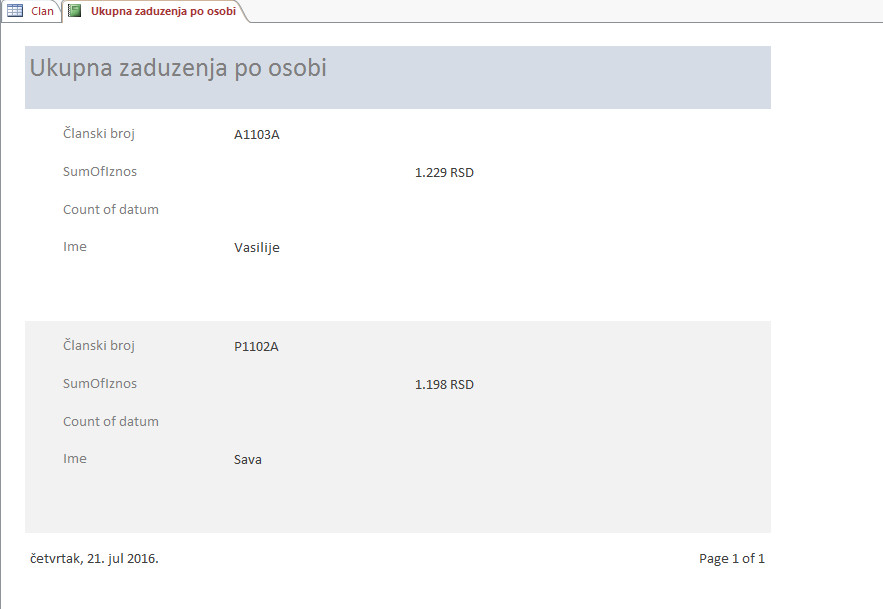 Clan Ukupna zaduzenja po osobi
Ukupna zaduzenja po osobi
Članski broj A1103A
SumOfIznos 1.229 RSD
Count of datum
Ime Vasilije
Članski broj P1102A
SumOfIznos 1.198 RSD
Count of datum
Ime Sava
četvrtak, 21. jul 2016. Page 1 of 1